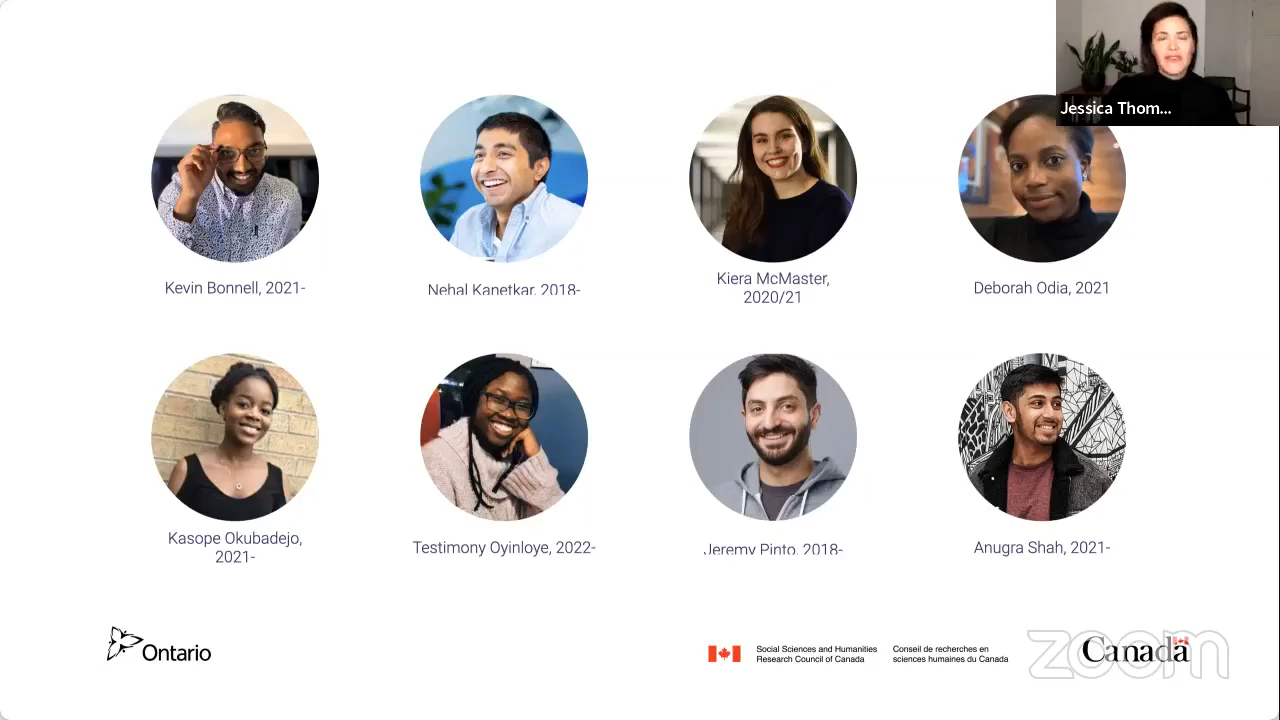 Jessica Thom...
Kevin Bonnell, 2021-
Nehal Kanetkar, 2018-
Kiera McMaster,
2020/21
Deborah Odia, 2021
Kasope Okubadejo,
2021-
Testimony Oyinloye, 2022-
Jeremy Pinto, 2018-
Anugra Shah, 2021-
Ontario
Social Sciences and Humanities
Research Council of Canada
Conseil de recherches en
sciences humaines du Canada
Canada
zoom